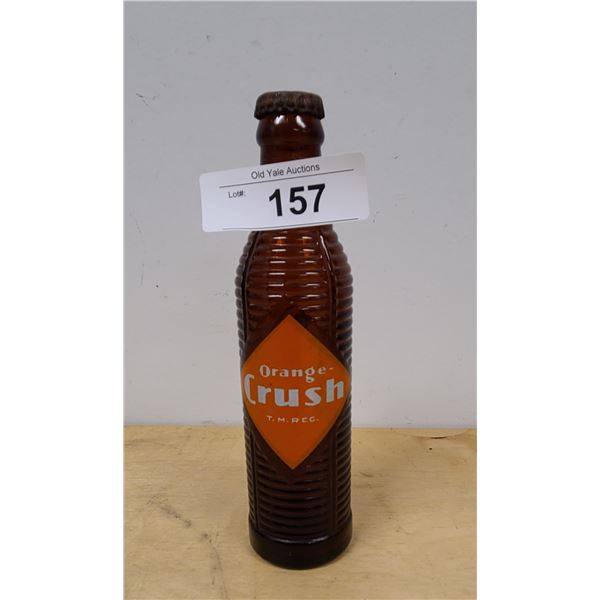 Old Yale Auctions
Lot#: 157
Orange-
Crush
T.M.REG.